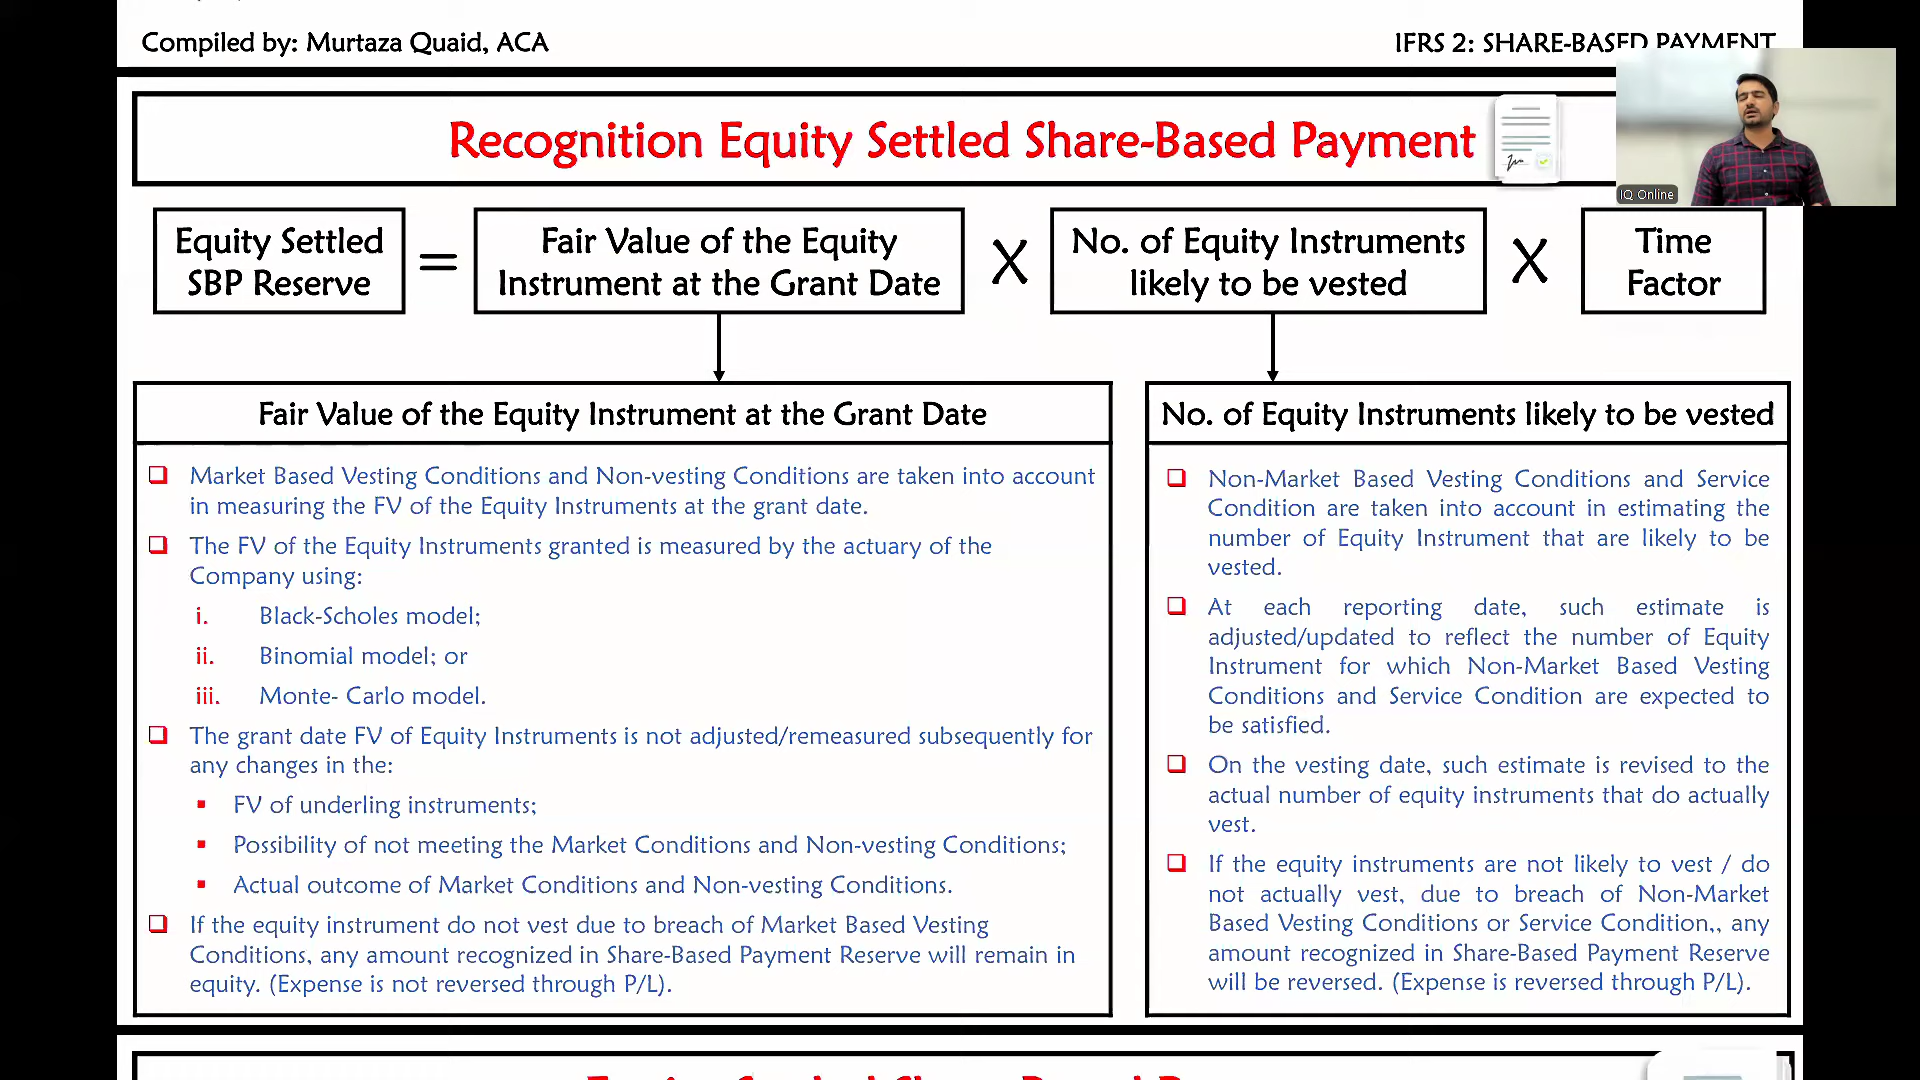 Compiled by: Murtaza Quaid, ACA
IFRS 2: SHARE-BASED PAYMENT
Recognition Equity Settled Share-Based Payment
IQ Online
Equity Settled
SBP Reserve
=
Fair Value of the Equity
Instrument at the Grant Date
X
No. of Equity Instruments
likely to be vested
X
Time
Factor
Fair Value of the Equity Instrument at the Grant Date
Market Based Vesting Conditions and Non-vesting Conditions are taken into account
in measuring the FV of the Equity Instruments at the grant date.
The FV of the Equity Instruments granted is measured by the actuary of the
Company using:
i. Black-Scholes model;
ii. Binomial model; or
iii. Monte- Carlo model.
The grant date FV of Equity Instruments is not adjusted/remeasured subsequently for
any changes in the:
FV of underling instruments;
Possibility of not meeting the Market Conditions and Non-vesting Conditions;
Actual outcome of Market Conditions and Non-vesting Conditions.
If the equity instrument do not vest due to breach of Market Based Vesting
Conditions, any amount recognized in Share-Based Payment Reserve will remain in
equity. (Expense is not reversed through P/L).
No. of Equity Instruments likely to be vested
Non-Market Based Vesting Conditions and Service
Condition are taken into account in estimating the
number of Equity Instrument that are likely to be
vested.
At each reporting date, such estimate is
adjusted/updated to reflect the number of Equity
Instrument for which Non-Market Based Vesting
Conditions and Service Condition are expected to
be satisfied.
On the vesting date, such estimate is revised to the
actual number of equity instruments that do actually
vest.
If the equity instruments are not likely to vest / do
not actually vest, due to breach of Non-Market
Based Vesting Conditions or Service Condition,, any
amount recognized in Share-Based Payment Reserve
will be reversed. (Expense is reversed through P/L).